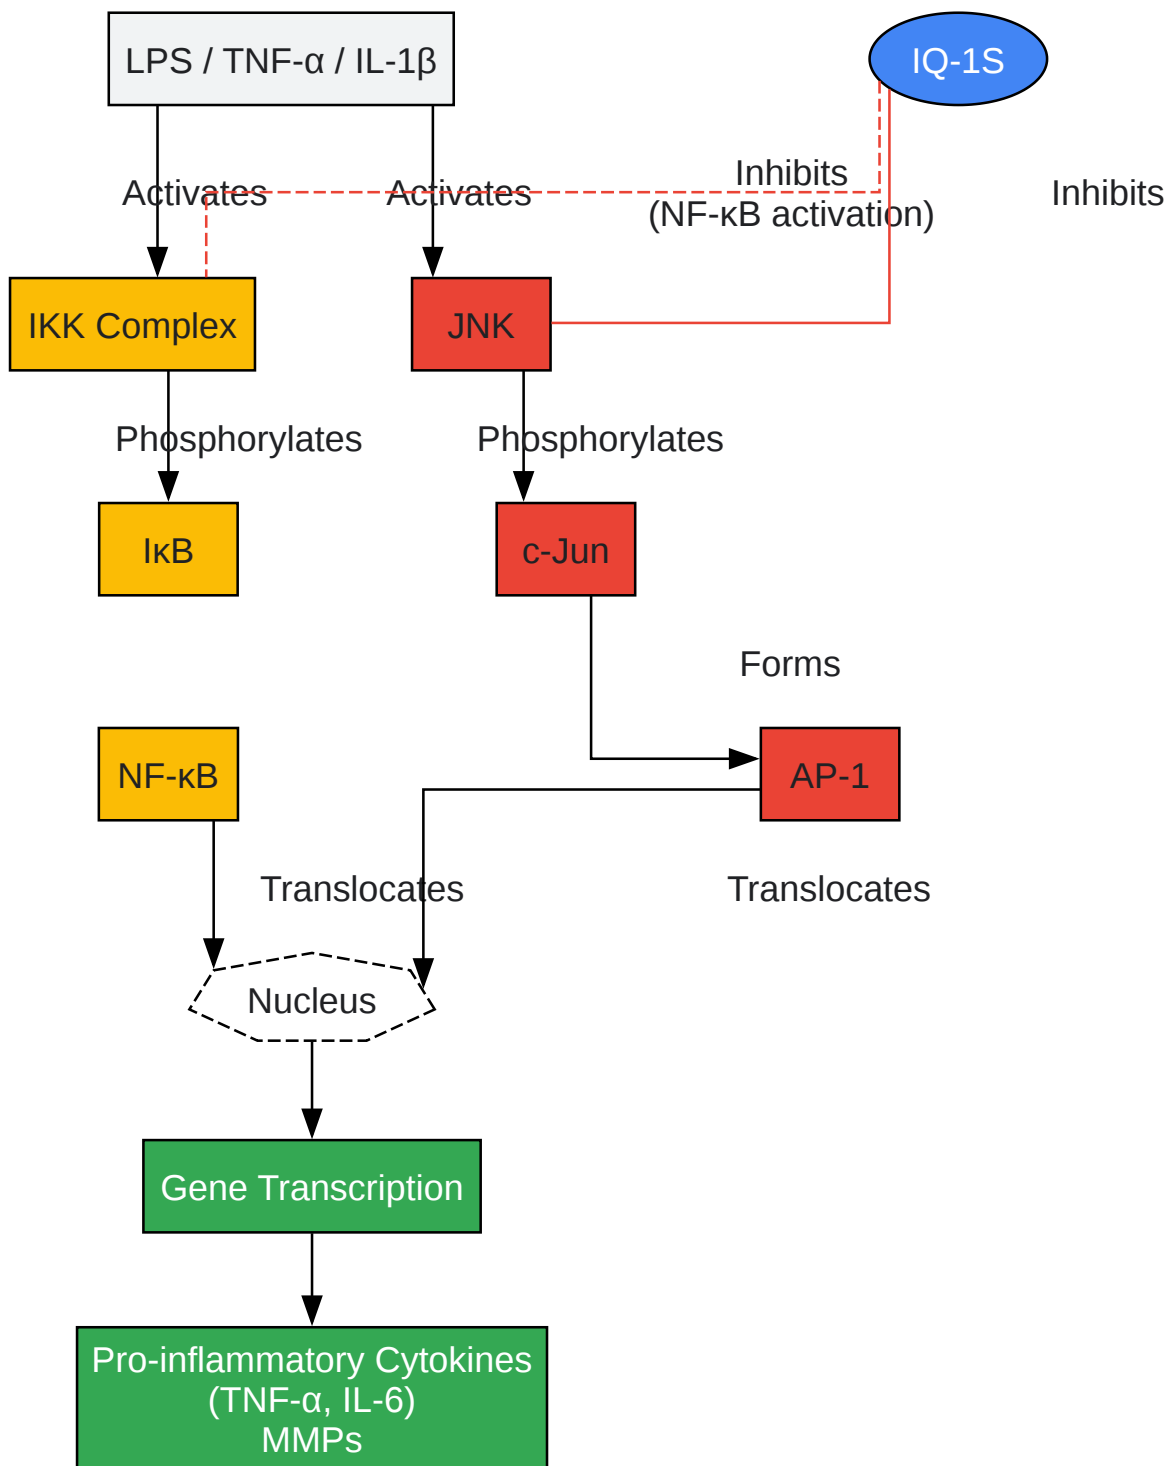 LPS / TNF-α / IL-1β
IQ-1S
Activates
Activates
Inhibits
(NF-κB activation)
Inhibits
IKK Complex
JNK
Phosphorylates
Phosphorylates
IκB
c-Jun
Forms
NF-κB
AP-1
Translocates
Translocates
Nucleus
Gene Transcription
Pro-inflammatory Cytokines
(TNF-α, IL-6)
MMPs